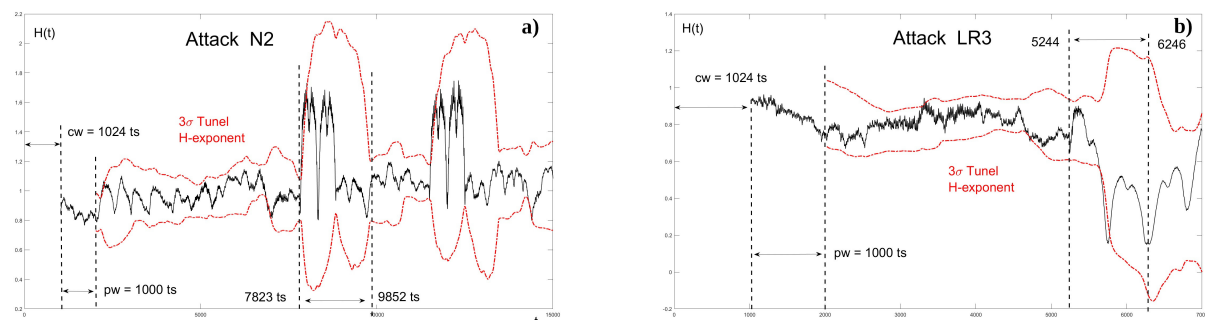 a)
H(t)
Attack N2
3σ Tunel
H-exponent
cw = 1024 ts
pw = 1000 ts
7823 ts
9852 ts
2.2
2
1.8
1.6
1.4
1.2
1
0.8
0.6
0.4
0.2
0
5000
10000
15000
b)
H(t)
Attack LR3
5244
6246
cw = 1024 ts
3σ Tunel
H-exponent
pw = 1000 ts
1.4
1.2
1
0.8
0.6
0.4
0.2
0
-0.2
0
1000
2000
3000
4000
5000
6000
700